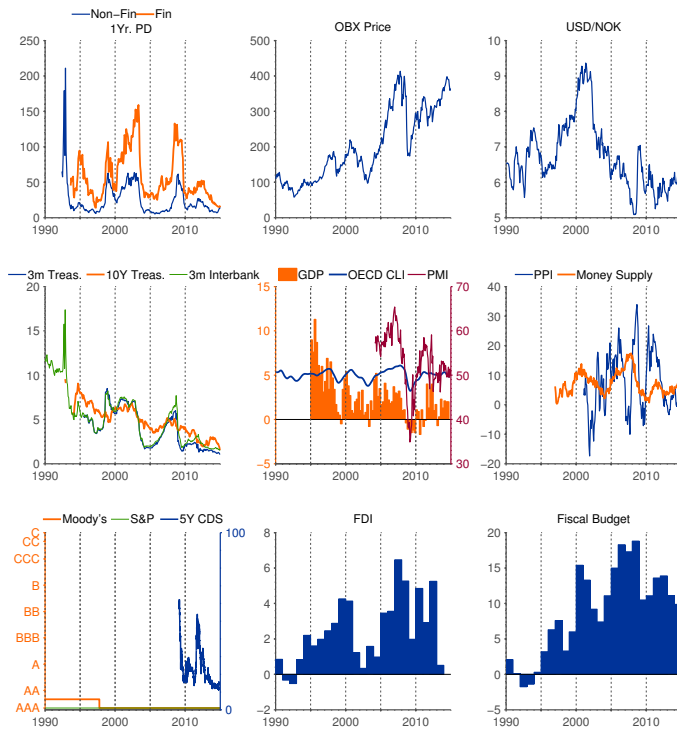 Non−Fin Fin
1Yr. PD
OBX Price
USD/NOK
250
200
150
100
50
0
1990 2000 2010
500
400
300
200
100
0
1990 2000 2010
10
9
8
7
6
5
1990 2000 2010
3m Treas. 10Y Treas. 3m Interbank
GDP OECD CLI PMI
PPI Money Supply
20
15
10
5
0
1990 2000 2010
15
10
5
0
−5
70
60
50
40
30
1990 2000 2010
40
30
20
10
0
−10
−20
1990 2000 2010
Moody's S&P 5Y CDS
FDI
Fiscal Budget
C
CC
CCC
B
BB
BBB
A
AA
AAA
100
0
1990 2000 2010
8
6
4
2
0
−2
1990 2000 2010
20
15
10
5
0
−5
1990 2000 2010